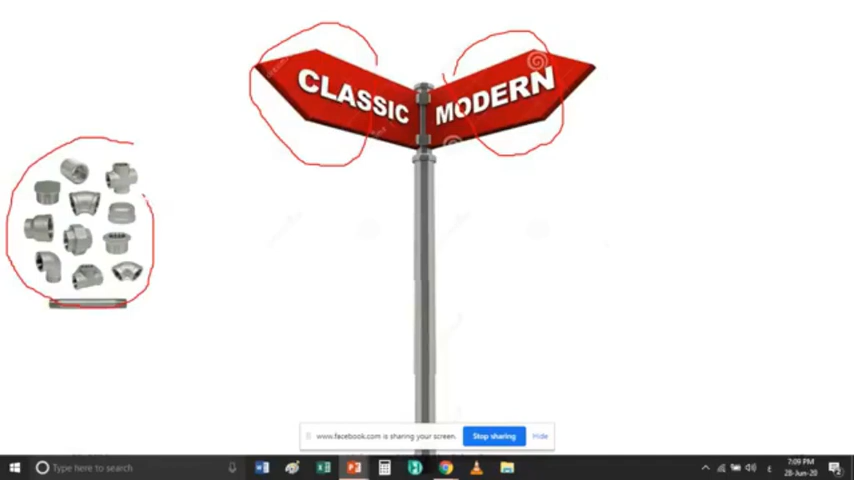 CLASSIC
MODERN
www.facebook.com is sharing your screen.
Stop sharing
Hide
Type here to search
7:09 PM
28-Jun-20